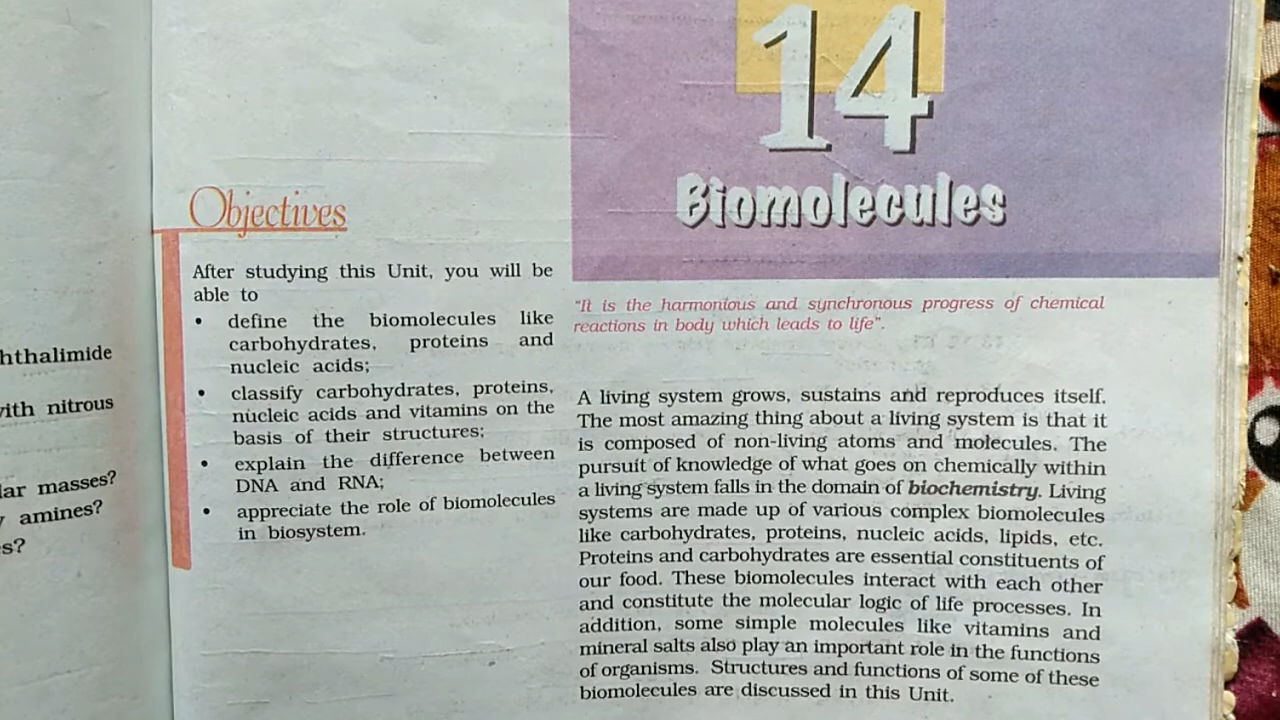 hthalimide
vith nitrous
lar masses?
y amines?
s?
14
Biomolecules
Objectives
After studying this Unit, you will be
able to
• define the biomolecules like
carbohydrates, proteins and
nucleic acids;
• classify carbohydrates, proteins,
nucleic acids and vitamins on the
basis of their structures;
• explain the difference between
DNA and RNA;
• appreciate the role of biomolecules
in biosystem.
"It is the harmonious and synchronous progress of chemical
reactions in body which leads to life".
A living system grows, sustains and reproduces itself.
The most amazing thing about a living system is that it
is composed of non-living atoms and molecules. The
pursuit of knowledge of what goes on chemically within
a living system falls in the domain of biochemistry. Living
systems are made up of various complex biomolecules
like carbohydrates, proteins, nucleic acids, lipids, etc.
Proteins and carbohydrates are essential constituents of
our food. These biomolecules interact with each other
and constitute the molecular logic of life processes. In
addition, some simple molecules like vitamins and
mineral salts also play an important role in the functions
of organisms. Structures and functions of some of these
biomolecules are discussed in this Unit.